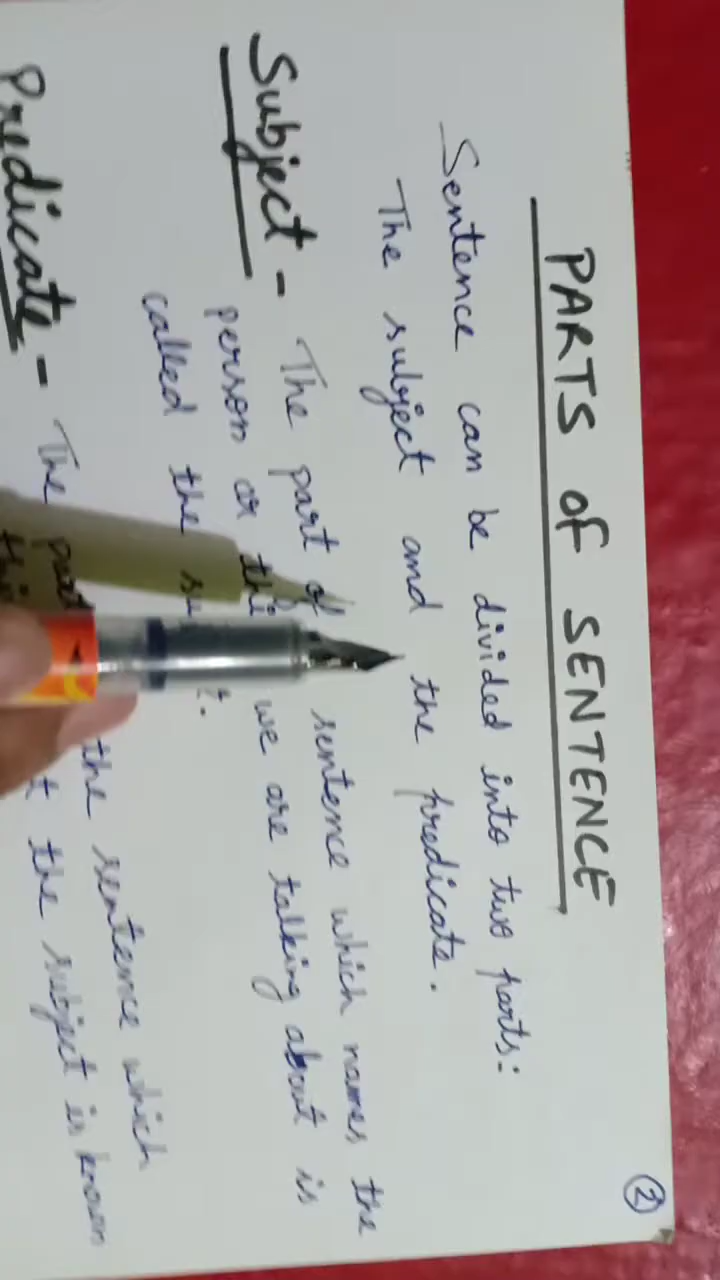 ②
PARTS of SENTENCE
Sentence can be divided into two parts:
The subject and the predicate.
Subject - The part of sentence which names the
person or we are talking about is
called the
Predicate - The the sentence which
the subject is known